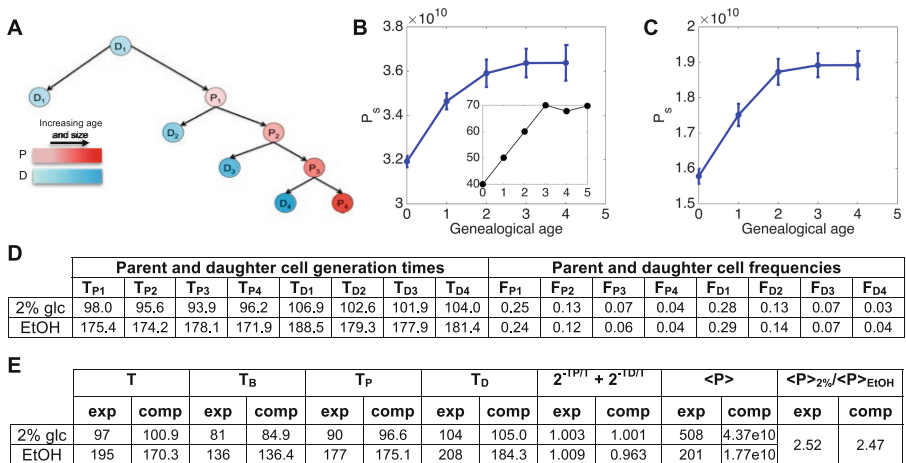 A
D₁
D₁
P₁
D₂
P₂
D₃
P₃
D₄
P₄
Increasing age
and size
P
D
B
3.8 ×10¹⁰
3.6
3.4
3.2
3
Pₛ
0 1 2 3 4 5
Genealogical age
70
60
50
40
0 1 2 3 4 5
C
2 ×10¹⁰
1.9
1.8
1.7
1.6
1.5
Pₛ
0 1 2 3 4 5
Genealogical age
D
Parent and daughter cell generation times Parent and daughter cell frequencies
T_P1 T_P2 T_P3 T_P4 T_D1 T_D2 T_D3 T_D4 F_P1 F_P2 F_P3 F_P4 F_D1 F_D2 F_D3 F_D4
2% glc 98.0 95.6 93.9 96.2 106.9 102.6 101.9 104.0 0.25 0.13 0.07 0.04 0.28 0.13 0.07 0.03
EtOH 175.4 174.2 178.1 171.9 188.5 179.3 177.9 181.4 0.24 0.12 0.06 0.04 0.29 0.14 0.07 0.04
E
T T_B T_P T_D 2^-TP/T + 2^-TD/T <P> <P>2%/<P>EtOH
exp comp exp comp exp comp exp comp exp comp exp comp exp comp
2% glc 97 100.9 81 84.9 90 96.6 104 105.0 1.003 1.001 508 4.37e10 2.52 2.47
EtOH 195 170.3 136 136.4 177 175.1 208 184.3 1.009 0.963 201 1.77e10